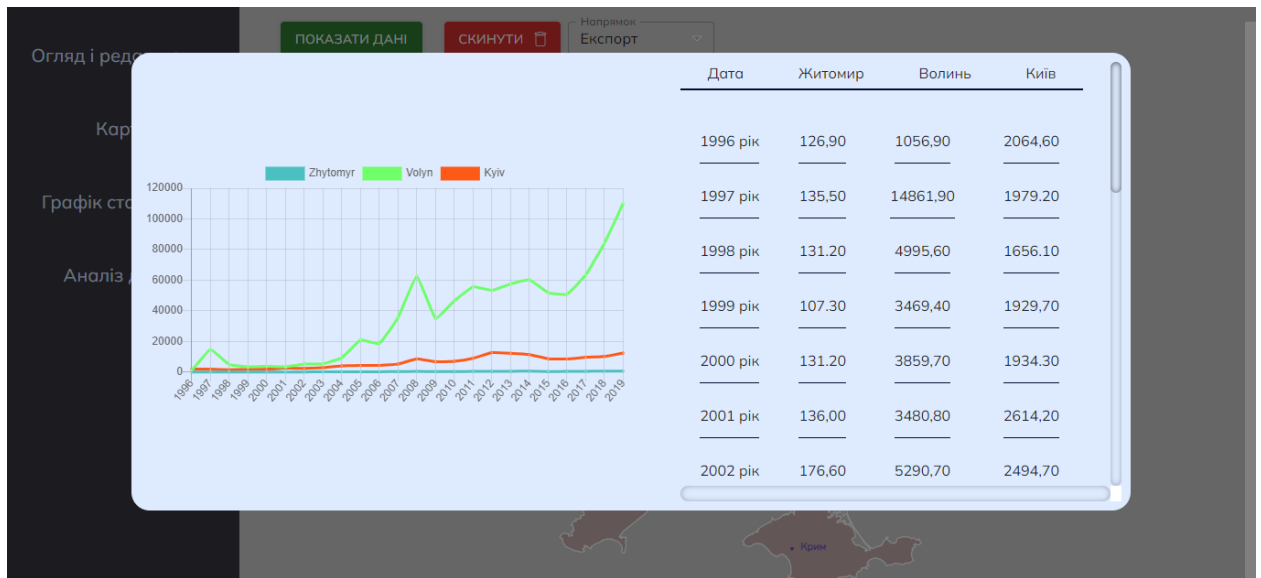 ПОКАЗАТИ ДАНІ
СКИНУТИ
Напрямок
Експорт
Огляд і
Графік
Аналіз
Zhytomyr Volyn Kyiv
120000
100000
80000
60000
40000
20000
0
1996 1997 1998 1999 2000 2001 2002 2003 2004 2005 2006 2007 2008 2009 2010 2011 2012 2013 2014 2015 2016 2017 2018 2019
Дата Житомир Волинь Київ
1996 рік 126,90 1056,90 2064,60
1997 рік 135,50 14861,90 1979.20
1998 рік 131.20 4995,60 1656.10
1999 рік 107.30 3469,40 1929,70
2000 рік 131.20 3859,70 1934.30
2001 рік 136,00 3480,80 2614,20
2002 рік 176,60 5290,70 2494,70
Крим